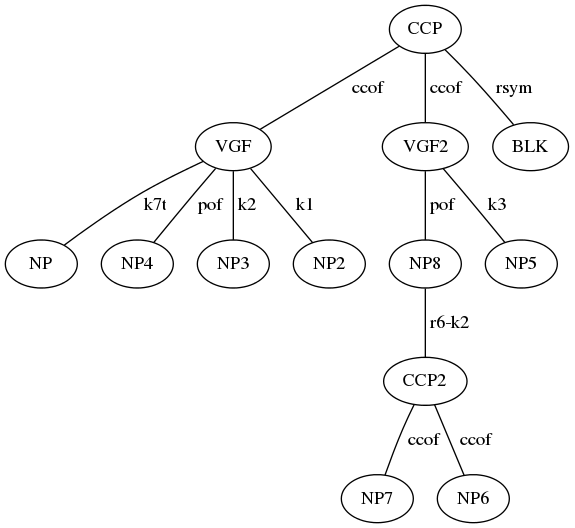 CCP
ccof ccof rsym
VGF VGF2 BLK
k7t pof k2 k1 pof k3
NP NP4 NP3 NP2 NP8 NP5
r6-k2
CCP2
ccof ccof
NP7 NP6